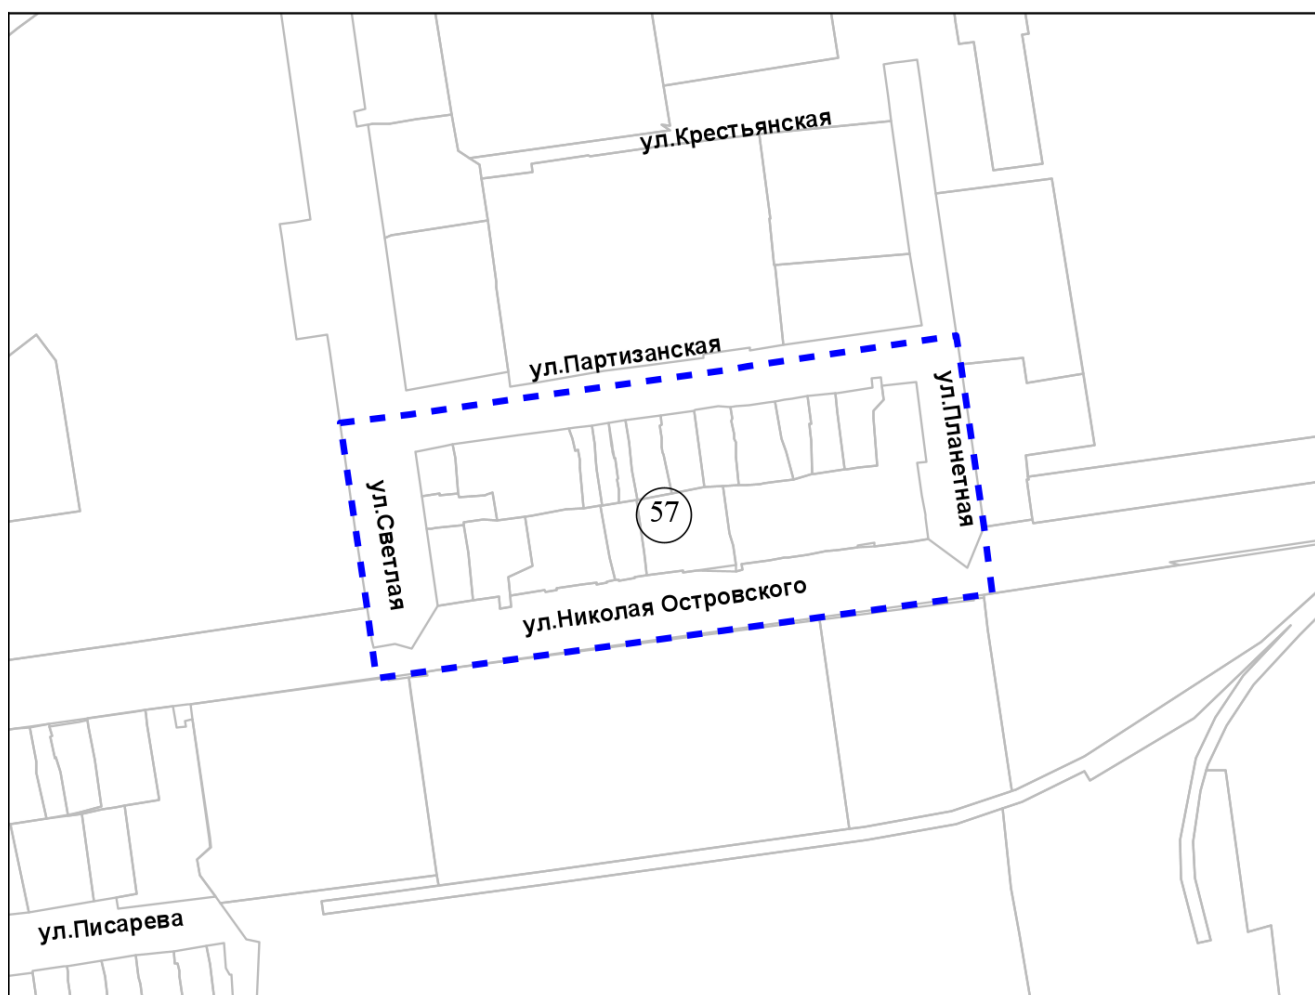 ул.Крестьянская
ул.Партизанская
ул.Планетная
ул.Светлая
57
ул.Николая Островского
ул.Писарева